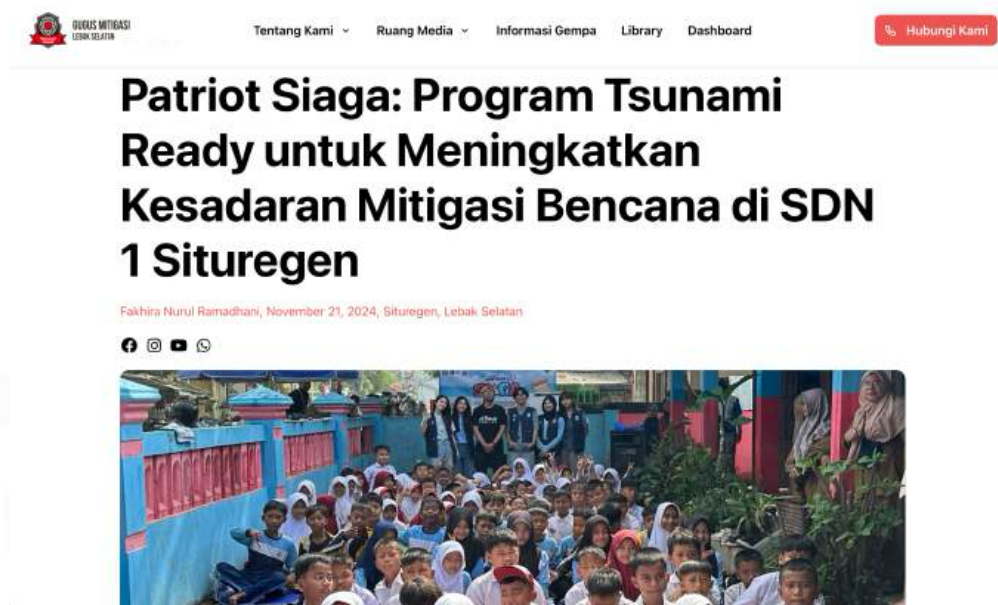 GUGUS MITIGASI
LEBAK SELATAN
Tentang Kami
Ruang Media
Informasi Gempa
Library
Dashboard
Hubungi Kami
Patriot Siaga: Program Tsunami
Ready untuk Meningkatkan
Kesadaran Mitigasi Bencana di SDN
1 Situregen
Fakhira Nurul Ramadhani, November 21, 2024, Situregen, Lebak Selatan